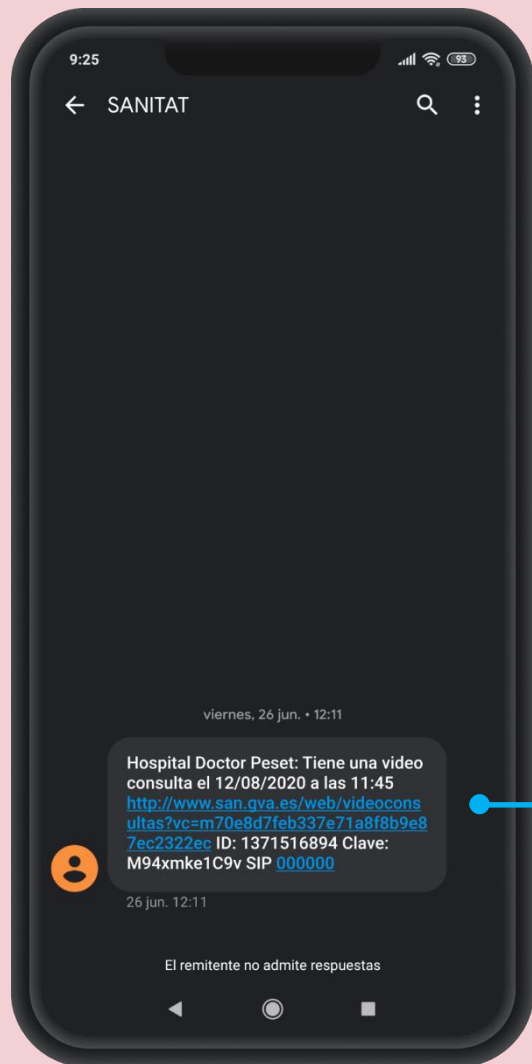 9:25
93
SANITAT
viernes, 26 jun. • 12:11
Hospital Doctor Peset: Tiene una video
consulta el 12/08/2020 a las 11:45
http://www.san.gva.es/web/videocons
ultas?vc=m70e8d7feb337e71a8f8b9e8
7ec2322ec ID: 1371516894 Clave:
M94xmke1C9v SIP 000000
26 jun. 12:11
El remitente no admite respuestas